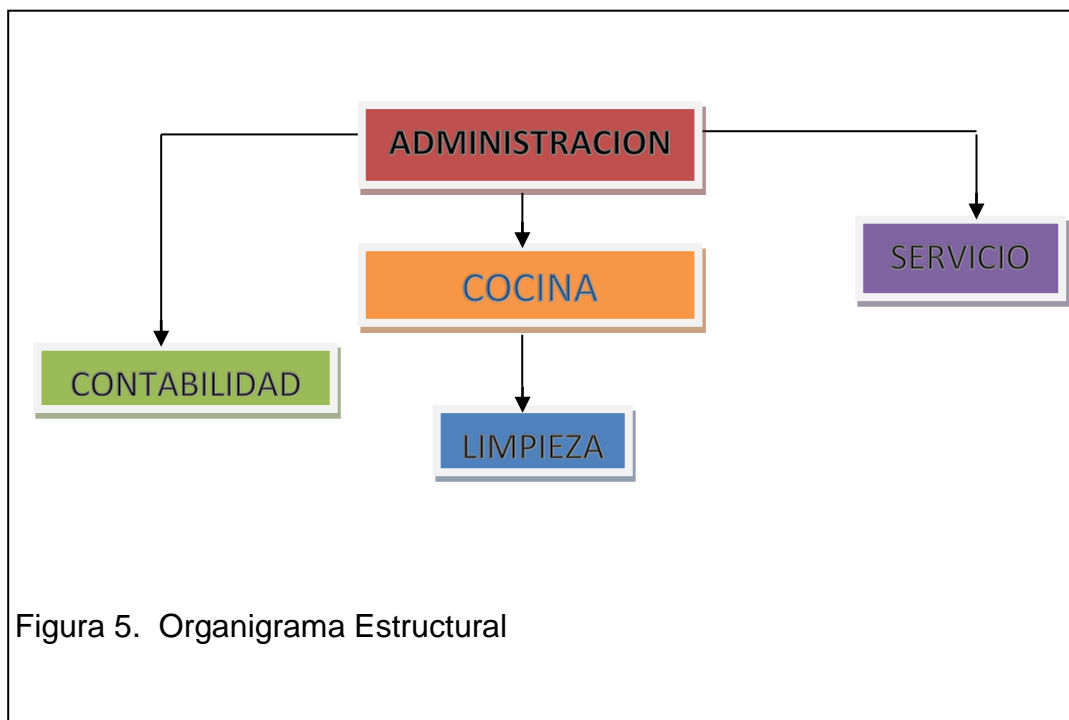 ADMINISTRACION
SERVICIO
COCINA
CONTABILIDAD
LIMPIEZA
Figura 5. Organigrama Estructural